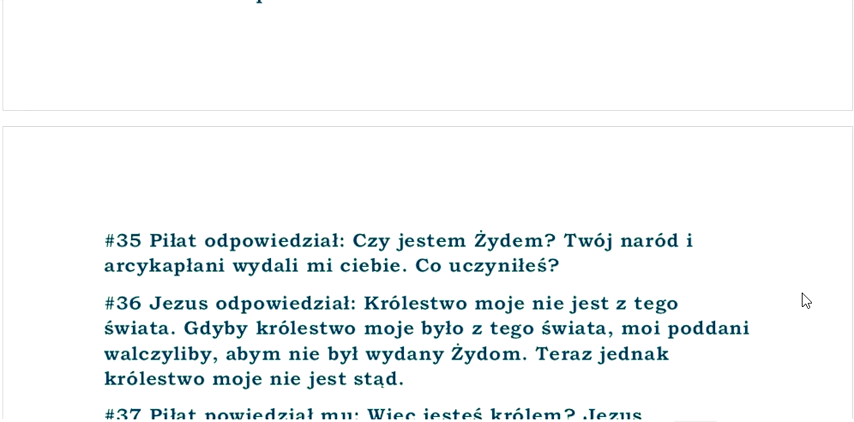 #35 Piłat odpowiedział: Czy jestem Żydem? Twój naród i
arcykapłani wydali mi ciebie. Co uczyniłeś?
#36 Jezus odpowiedział: Królestwo moje nie jest z tego
świata. Gdyby królestwo moje było z tego świata, moi poddani
walczyliby, abym nie był wydany Żydom. Teraz jednak
królestwo moje nie jest stąd.
#37 Piłat powiedział mu: Więc jesteś królem? Jezus